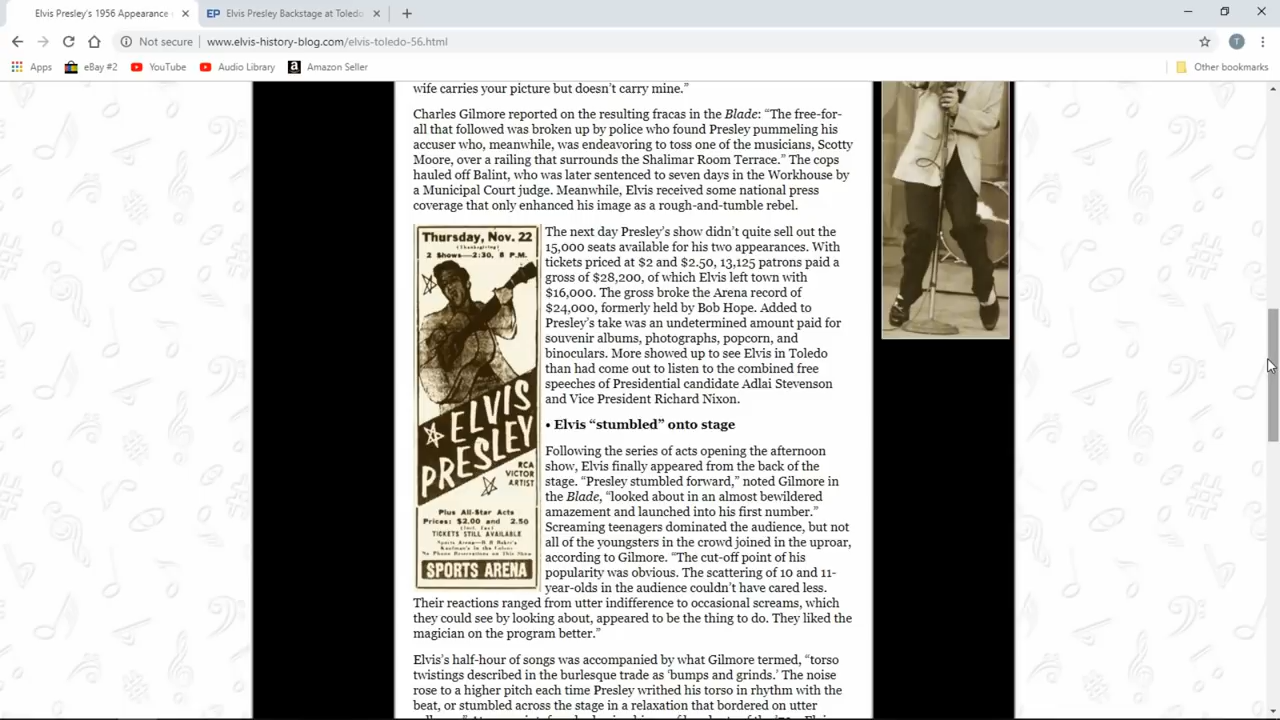 Elvis Presley's 1956 Appearance
Elvis Presley Backstage at Toledo
Not secure
www.elvis-history-blog.com/elvis-toledo-56.html
T
Apps
eBay #2
YouTube
Audio Library
Amazon Seller
Other bookmarks
wife carries your picture but doesn't carry mine.”
Charles Gilmore reported on the resulting fracas in the Blade: “The free-for-
all that followed was broken up by police who found Presley pummeling his
accuser who, meanwhile, was endeavoring to toss one of the musicians, Scotty
Moore, over a railing that surrounds the Shalimar Room Terrace.” The cops
hauled off Balint, who was later sentenced to seven days in the Workhouse by
a Municipal Court judge. Meanwhile, Elvis received some national press
coverage that only enhanced his image as a rough-and-tumble rebel.
Thursday, Nov. 22
(Thanksgiving)
2 Shows—2:30, 8 P.M.
ELVIS
PRESLEY
RCA
VICTOR
ARTIST
Plus All-Star Acts
Prices: $2.00 and 2.50
TICKETS STILL AVAILABLE
SPORTS ARENA
The next day Presley's show didn't quite sell out the
15,000 seats available for his two appearances. With
tickets priced at $2 and $2.50, 13,125 patrons paid a
gross of $28,200, of which Elvis left town with
$16,000. The gross broke the Arena record of
$24,000, formerly held by Bob Hope. Added to
Presley's take was an undetermined amount paid for
souvenir albums, photographs, popcorn, and
binoculars. More showed up to see Elvis in Toledo
than had come out to listen to the combined free
speeches of Presidential candidate Adlai Stevenson
and Vice President Richard Nixon.
• Elvis “stumbled” onto stage
Following the series of acts opening the afternoon
show, Elvis finally appeared from the back of the
stage. “Presley stumbled forward,” noted Gilmore in
the Blade, “looked about in an almost bewildered
amazement and launched into his first number.”
Screaming teenagers dominated the audience, but not
all of the youngsters in the crowd joined in the uproar,
according to Gilmore. “The cut-off point of his
popularity was obvious. The scattering of 10 and 11-
year-olds in the audience couldn't have cared less.
Their reactions ranged from utter indifference to occasional screams, which
they could see by looking about, appeared to be the thing to do. They liked the
magician on the program better.”
Elvis's half-hour of songs was accompanied by what Gilmore termed, “torso
twistings described in the burlesque trade as ‘bumps and grinds.’ The noise
rose to a higher pitch each time Presley writhed his torso in rhythm with the
beat, or stumbled across the stage in a relaxation that bordered on utter